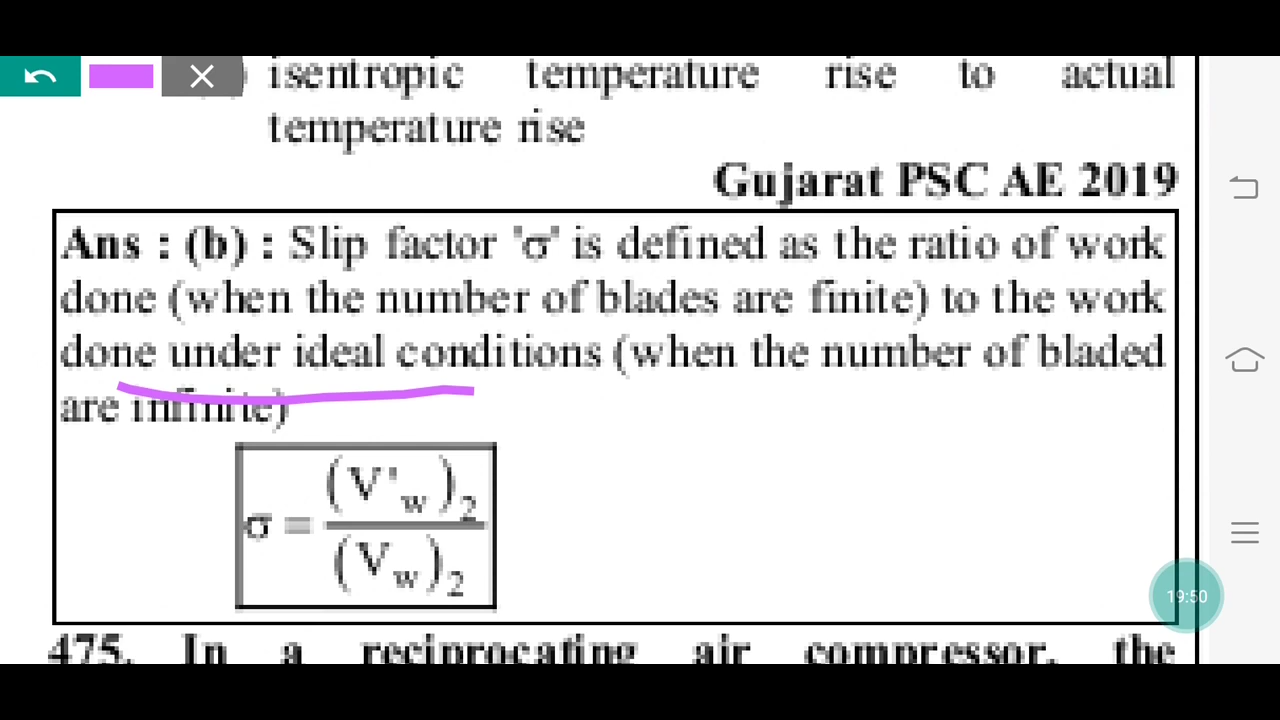 isentropic temperature rise to actual
temperature rise
Gujarat PSC AE 2019
Ans : (b) : Slip factor 'σ' is defined as the ratio of work
done (when the number of blades are finite) to the work
done under ideal conditions (when the number of bladed
are infinite)
σ = (V'w)2
(Vw)2
19:50
475. In a reciprocating air compressor, the